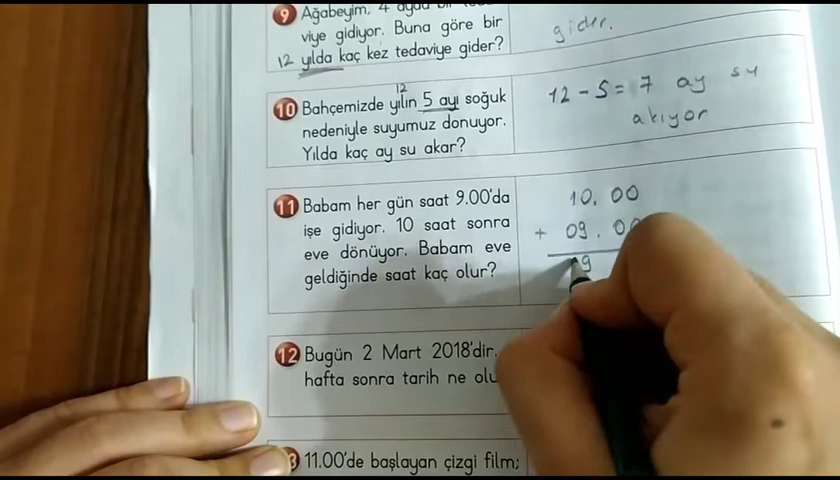 9 Ağabeyim, 4 ayda bir
viye gidiyor. Buna göre bir
12 yılda kaç kez tedaviye gider?
gider.
10 Bahçemizde yılın 5 ayı soğuk
12
nedeniyle suyumuz donuyor.
Yılda kaç ay su akar?
12 - 5 = 7 ay su
akıyor
11 Babam her gün saat 9.00'da
işe gidiyor. 10 saat sonra
eve dönüyor. Babam eve
geldiğinde saat kaç olur?
10.00
+ 09.00
9
12 Bugün 2 Mart 2018'dir.
hafta sonra tarih ne
11.00'de başlayan çizgi film;